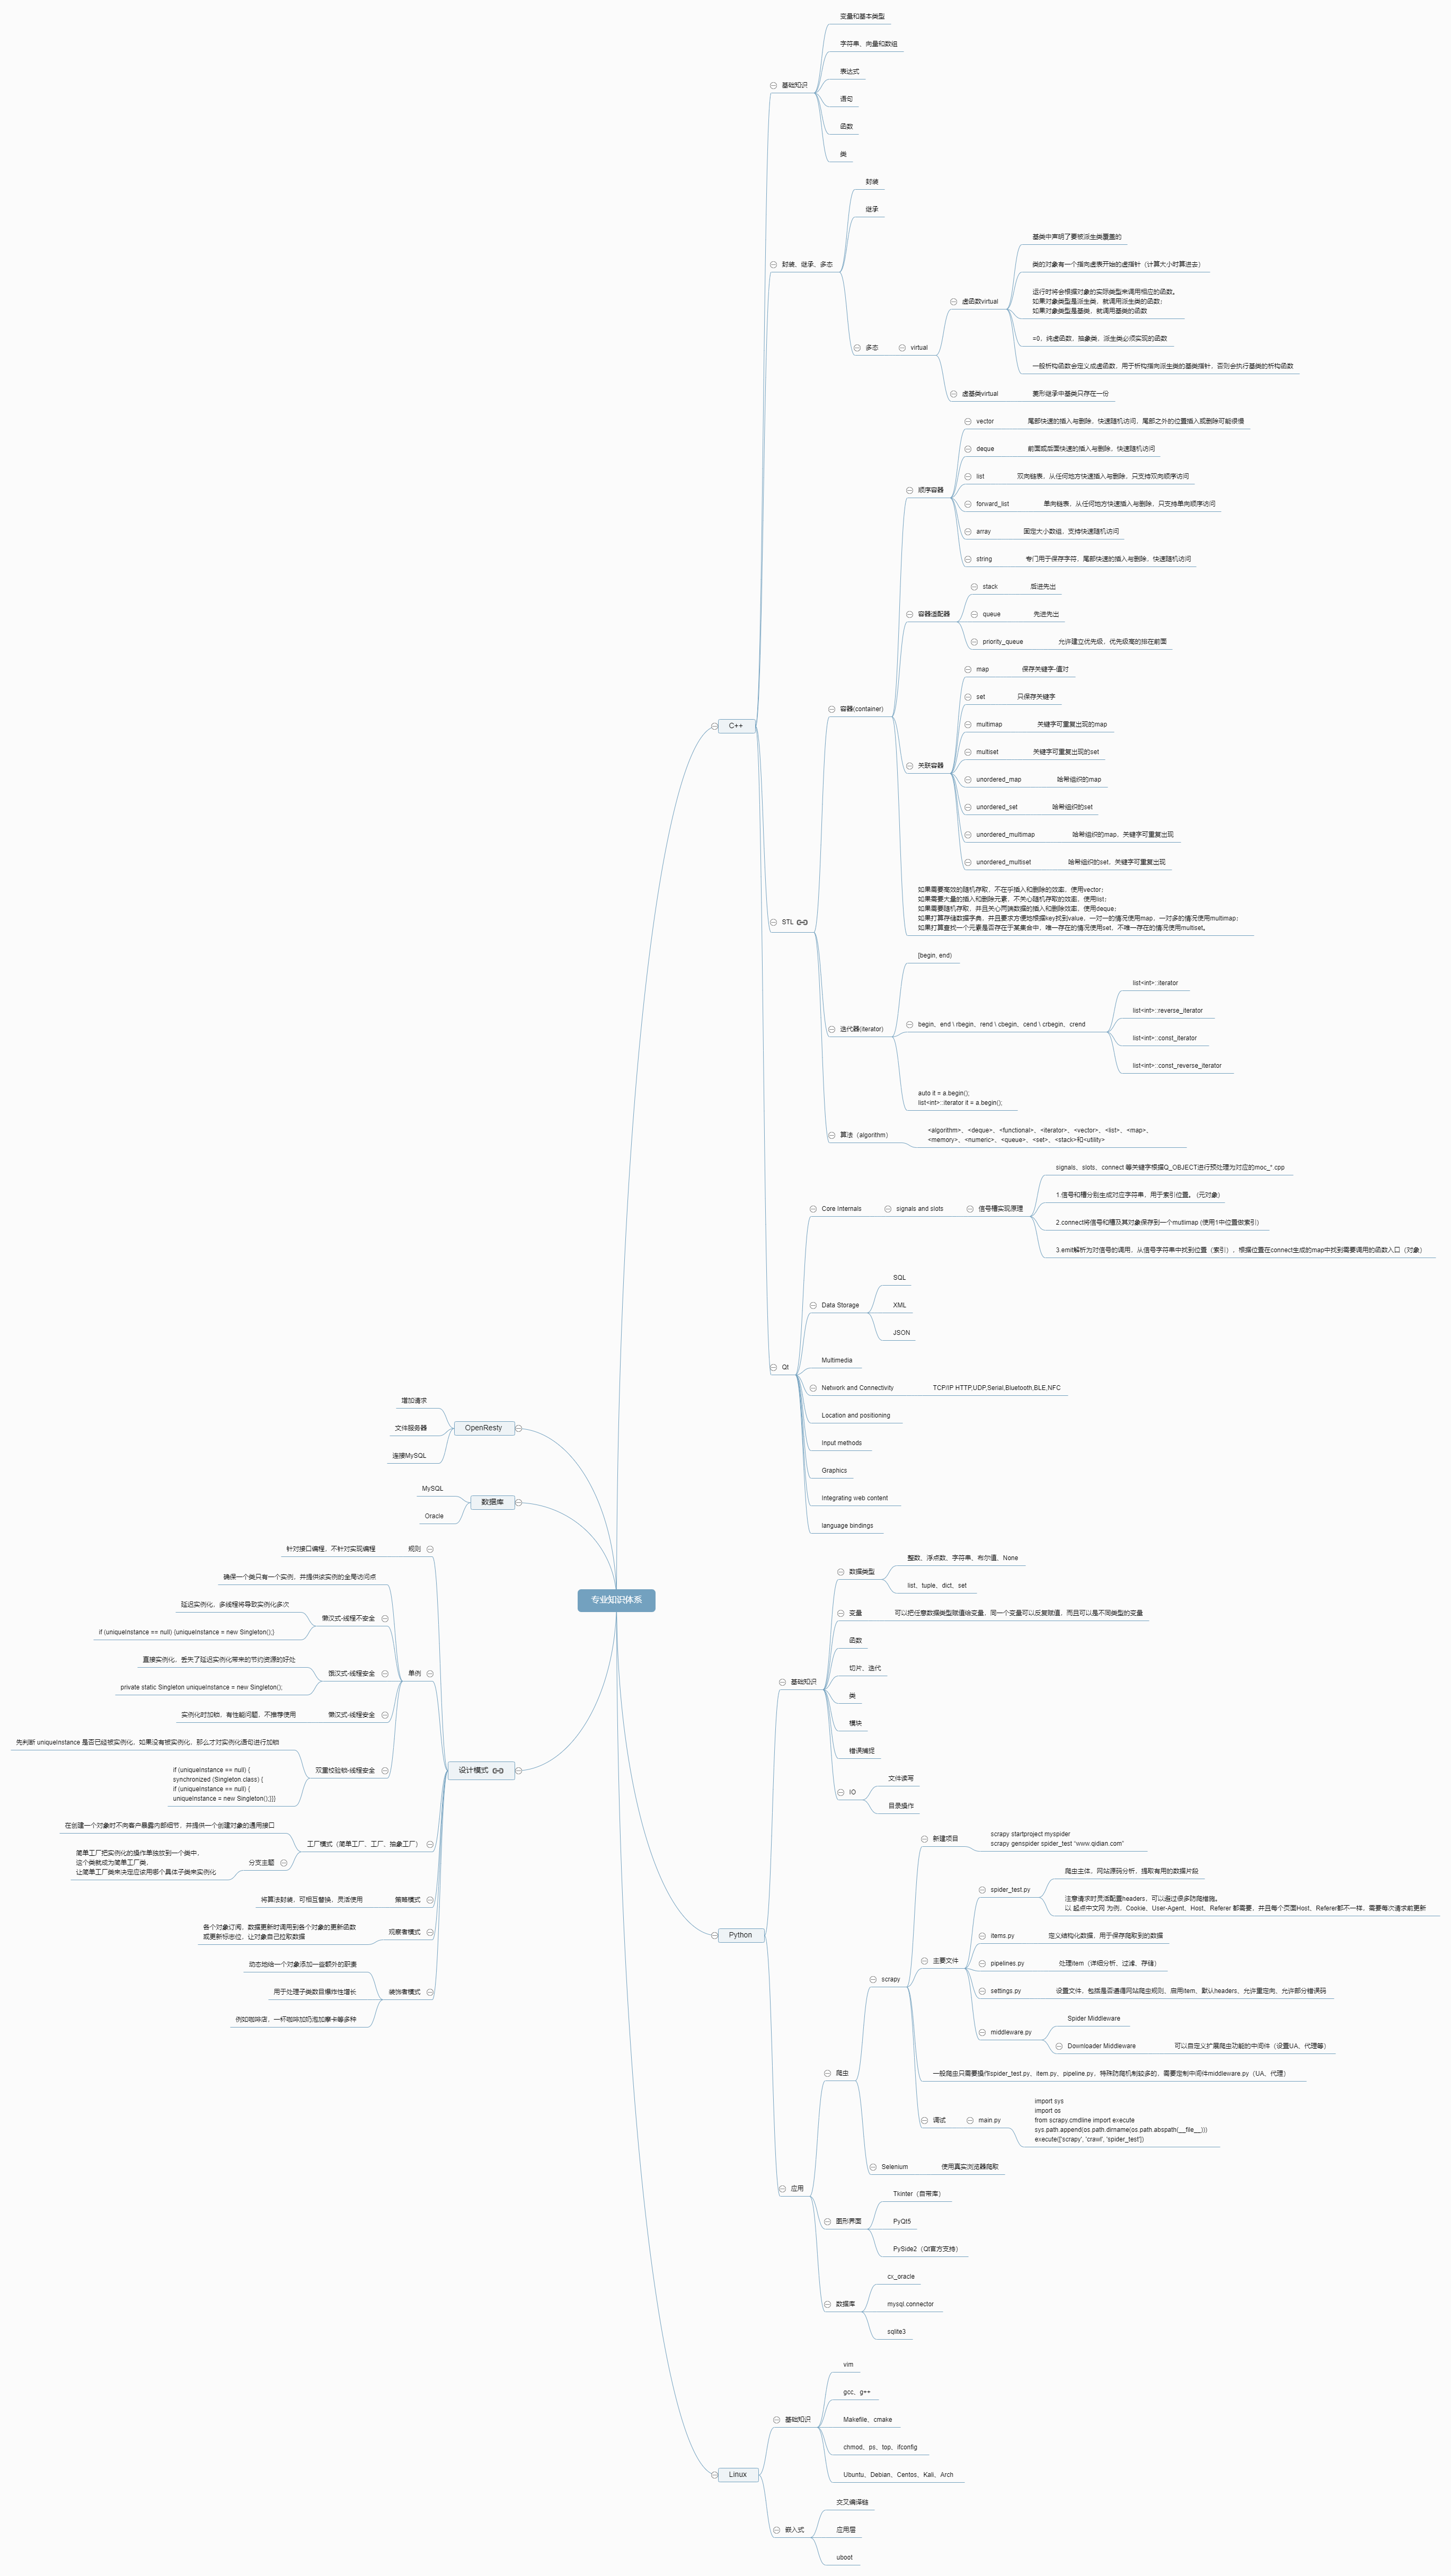 专业知识体系
C++
基础知识
变量和基本类型
字符串、向量和数组
表达式
语句
函数
类
封装、继承、多态
封装
继承
多态
virtual
虚函数virtual
基类中声明了要被派生类覆盖的
类的对象有一个指向虚表开始的虚指针（计算大小时算进去）
运行时将会根据对象的实际类型来调用相应的函数。
如果对象类型是派生类，就调用派生类的函数；
如果对象类型是基类，就调用基类的函数
=0，纯虚函数，抽象类，派生类必须实现的函数
一般析构函数会定义成虚函数，用于析构指向派生类的基类指针，否则会执行基类的析构函数
虚基类virtual
菱形继承中基类只存在一份
STL
容器(container)
顺序容器
vector
尾部快速的插入与删除，快速随机访问，尾部之外的位置插入或删除可能很慢
deque
前面或后面快速的插入与删除，快速随机访问
list
双向链表，从任何地方快速插入与删除，只支持双向顺序访问
forward_list
单向链表，从任何地方快速插入与删除，只支持单向顺序访问
array
固定大小数组，支持快速随机访问
string
专门用于保存字符，尾部快速的插入与删除，快速随机访问
容器适配器
stack
后进先出
queue
先进先出
priority_queue
允许建立优先级，优先级高的排在前面
关联容器
map
保存关键字-值对
set
只保存关键字
multimap
关键字可重复出现的map
multiset
关键字可重复出现的set
unordered_map
哈希组织的map
unordered_set
哈希组织的set
unordered_multimap
哈希组织的map，关键字可重复出现
unordered_multiset
哈希组织的set，关键字可重复出现
如果需要高效的随机存取，不在乎插入和删除的效率，使用vector；
如果需要大量的插入和删除元素，不关心随机存取的效率，使用list；
如果需要随机存取，并且关心两端数据的插入和删除效率，使用deque；
如果打算存储数据字典，并且要求方便地根据key找到value，一对一的情况使用map，一对多的情况使用multimap；
如果打算查找一个元素是否存在于某集合中，唯一存在的情况使用set，不唯一存在的情况使用multiset。
迭代器(iterator)
[begin, end)
begin、end \ rbegin、rend \ cbegin、cend \ crbegin、crend
list<int>::iterator
list<int>::reverse_iterator
list<int>::const_iterator
list<int>::const_reverse_iterator
auto it = a.begin();
list<int>::iterator it = a.begin();
算法（algorithm）
<algorithm>、<deque>、<functional>、<iterator>、<vector>、<list>、<map>、
<memory>、<numeric>、<queue>、<set>、<stack>和<utility>
Qt
Core Internals
signals and slots
信号槽实现原理
signals、slots、connect 等关键字根据Q_OBJECT进行预处理为对应的moc_*.cpp
1.信号和槽分别生成对应字符串，用于索引位置。（元对象）
2.connect将信号和槽及其对象保存到一个mutlimap (使用1中位置做索引)
3.emit解析为对信号的调用，从信号字符串中找到位置（索引），根据位置在connect生成的map中找到需要调用的函数入口（对象）
Data Storage
SQL
XML
JSON
Multimedia
Network and Connectivity
TCP/IP HTTP,UDP,Serial,Bluetooth,BLE,NFC
Location and positioning
Input methods
Graphics
Integrating web content
language bindings
OpenResty
增加请求
文件服务器
连接MySQL
数据库
MySQL
Oracle
设计模式
规则
针对接口编程，不针对实现编程
单例
确保一个类只有一个实例，并提供该实例的全局访问点
懒汉式-线程不安全
延迟实例化，多线程将导致实例化多次
if (uniqueInstance == null) {uniqueInstance = new Singleton();}
饿汉式-线程安全
直接实例化，丢失了延迟实例化带来的节约资源的好处
private static Singleton uniqueInstance = new Singleton();
懒汉式-线程安全
实例化时加锁，有性能问题，不推荐使用
双重校验锁-线程安全
先判断 uniqueInstance 是否已经被实例化，如果没有被实例化，那么才对实例化语句进行加锁
if (uniqueInstance == null) {
synchronized (Singleton.class) {
if (uniqueInstance == null) {
uniqueInstance = new Singleton();}}}
工厂模式（简单工厂、工厂、抽象工厂）
在创建一个对象时不向客户暴露内部细节，并提供一个创建对象的通用接口
分支主题
简单工厂把实例化的操作单独放到一个类中，
这个类就成为简单工厂类，
让简单工厂类来决定应该用哪个具体子类来实例化
策略模式
将算法封装，可相互替换，灵活使用
观察者模式
各个对象订阅，数据更新时调用到各个对象的更新函数
或更新标志位，让对象自己拉取数据
装饰者模式
动态地给一个对象添加一些额外的职责
用于处理子类数目爆炸性增长
例如咖啡店，一杯咖啡加奶泡加摩卡等多种
Python
基础知识
数据类型
整数、浮点数、字符串、布尔值、None
list、tuple、dict、set
变量
可以把任意数据类型赋值给变量，同一个变量可以反复赋值，而且可以是不同类型的变量
函数
切片、迭代
类
模块
错误捕捉
IO
文件读写
目录操作
应用
爬虫
scrapy
新建项目
scrapy startproject myspider
scrapy genspider spider_test "www.qidian.com"
主要文件
spider_test.py
爬虫主体，网站源码分析，提取有用的数据片段
注意请求时灵活配置headers，可以避过很多防爬措施。
以 起点中文网 为例，Cookie、User-Agent、Host、Referer 都需要，并且每个页面Host、Referer都不一样，需要每次请求前更新
items.py
定义结构化数据，用于保存爬取到的数据
pipelines.py
处理item（详细分析、过滤、存储）
settings.py
设置文件，包括是否遵循网站爬虫规则、启用item、默认headers、允许重定向、允许部分错误码
middleware.py
Spider Middleware
Downloader Middleware
可以自定义扩展爬虫功能的中间件（设置UA、代理等）
一般爬虫只需要操作spider_test.py、item.py、pipeline.py，特殊防爬机制较多的，需要定制中间件middleware.py（UA、代理）
调试
main.py
import sys
import os
from scrapy.cmdline import execute
sys.path.append(os.path.dirname(os.path.abspath(__file__)))
execute(['scrapy', 'crawl', 'spider_test'])
Selenium
使用真实浏览器爬取
图形界面
Tkinter（自带库）
PyQt5
PySide2（Qt官方支持）
数据库
cx_oracle
mysql.connector
sqlite3
Linux
基础知识
vim
gcc、g++
Makefile、cmake
chmod、ps、top、ifconfig
Ubuntu、Debian、Centos、Kali、Arch
嵌入式
交叉编译链
应用层
uboot